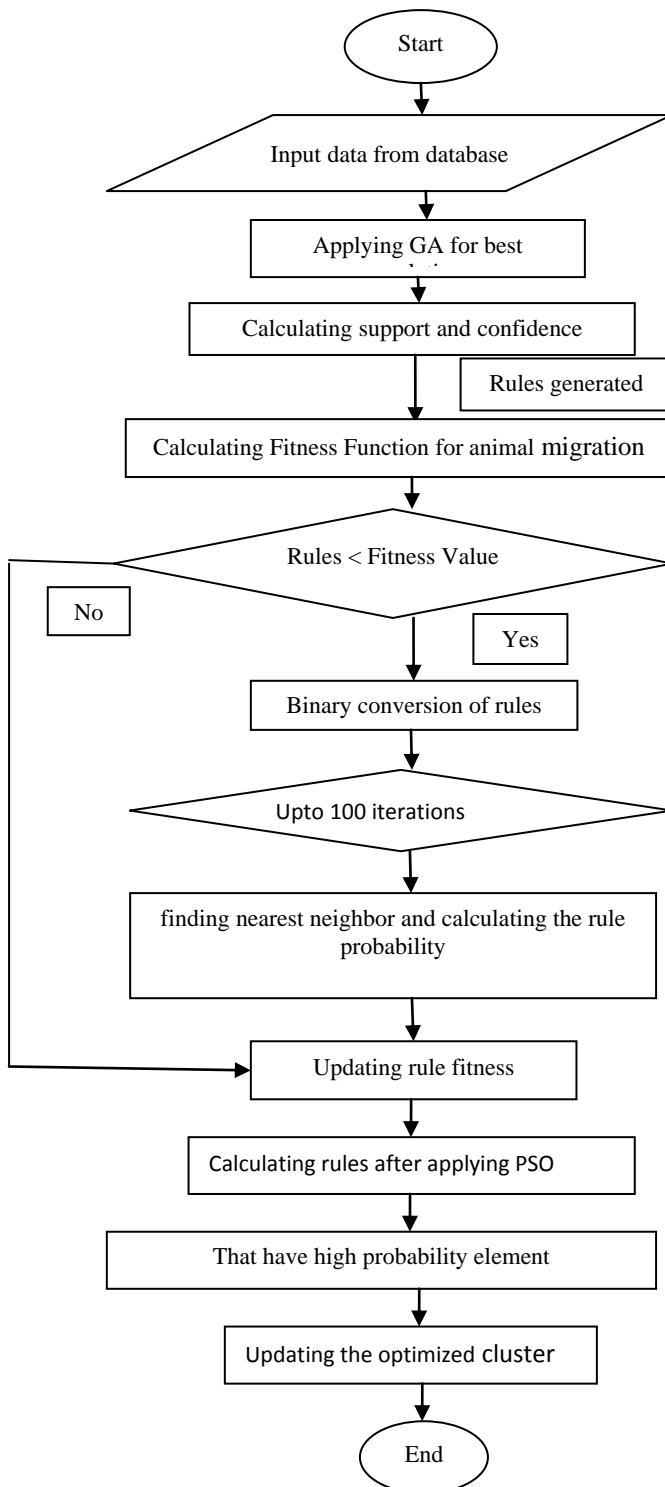 Start
Input data from database
Applying GA for best
Calculating support and confidence
Rules generated
Calculating Fitness Function for animal migration
Rules < Fitness Value
No
Yes
Binary conversion of rules
Upto 100 iterations
finding nearest neighbor and calculating the rule
probability
Updating rule fitness
Calculating rules after applying PSO
That have high probability element
Updating the optimized cluster
End